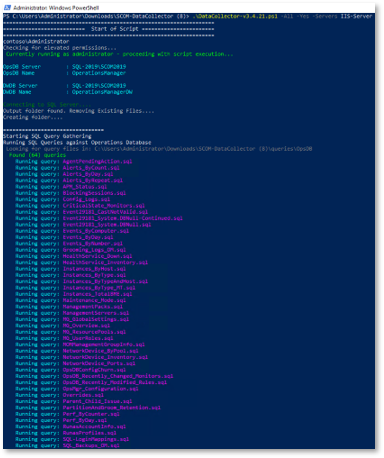 Administrator: Windows PowerShell
PS C:\Users\Administrator\Downloads\SCOM-DataCollector (8)> .\DataCollector-v3.4.21.ps1 -All -Yes -Servers IIS-Server
Start of Script
contoso\Administrator
Checking for elevated permissions...
Currently running as administrator - proceeding with script execution...
OpsDB Server : SQL-2019\SCOM2019
OpsDB Name : OperationsManager
DWDB Server : SQL-2019\SCOM2019
DWDB Name : OperationsManagerDW
Connecting to SQL Server...
Output folder found. Removing Existing Files....
Creating folder....
================================
Starting SQL Query Gathering
Running SQL Queries against Operations Database
Looking for query files in: C:\Users\Administrator\Downloads\SCOM-DataCollector (8)\queries\OpsDB
Found (64) queries
Running query: AgentPendingAction.sql
Running query: Alerts_ByCount.sql
Running query: Alerts_ByDay.sql
Running query: Alerts_ByRepeat.sql
Running query: APM_Status.sql
Running query: BlockingSessions.sql
Running query: Config_Logs.sql
Running query: CriticalState_Monitors.sql
Running query: Event20181_CastNotValid.sql
Running query: Event20181_System.DBNull-Continued.sql
Running query: Event20181_System.DBNull.sql
Running query: Events_ByComputer.sql
Running query: Events_ByDay.sql
Running query: Events_ByNumber.sql
Running query: Grooming_Logs_OM.sql
Running query: HealthService_Down.sql
Running query: HealthService_Inventory.sql
Running query: Instances_ByHost.sql
Running query: Instances_ByType.sql
Running query: Instances_ByTypeAndHost.sql
Running query: Instances_ByType_MT.sql
Running query: Instances_TotalBME.sql
Running query: Maintenance_Mode.sql
Running query: ManagementPacks.sql
Running query: ManagementServers.sql
Running query: MG_GlobalSettings.sql
Running query: MG_Overview.sql
Running query: MG_ResourcePools.sql
Running query: MG_UserRoles.sql
Running query: MOMManagementGroupInfo.sql
Running query: NetworkDevice_ByPool.sql
Running query: NetworkDevice_Inventory.sql
Running query: NetworkDevice_Ports.sql
Running query: OpsDBConfigChurn.sql
Running query: OpsDB_Recently_Changed_Monitors.sql
Running query: OpsDB_Recently_Modified_Rules.sql
Running query: OpsMgr_Configuration.sql
Running query: Overrides.sql
Running query: Parent_Child_Issue.sql
Running query: PartitionAndGroom_Retention.sql
Running query: Perf_ByCounter.sql
Running query: Perf_ByDay.sql
Running query: RunasAccountInfo.sql
Running query: RunasProfiles.sql
Running query: SQL-LoginMappings.sql
Running query: SQL_Backups_OM.sql